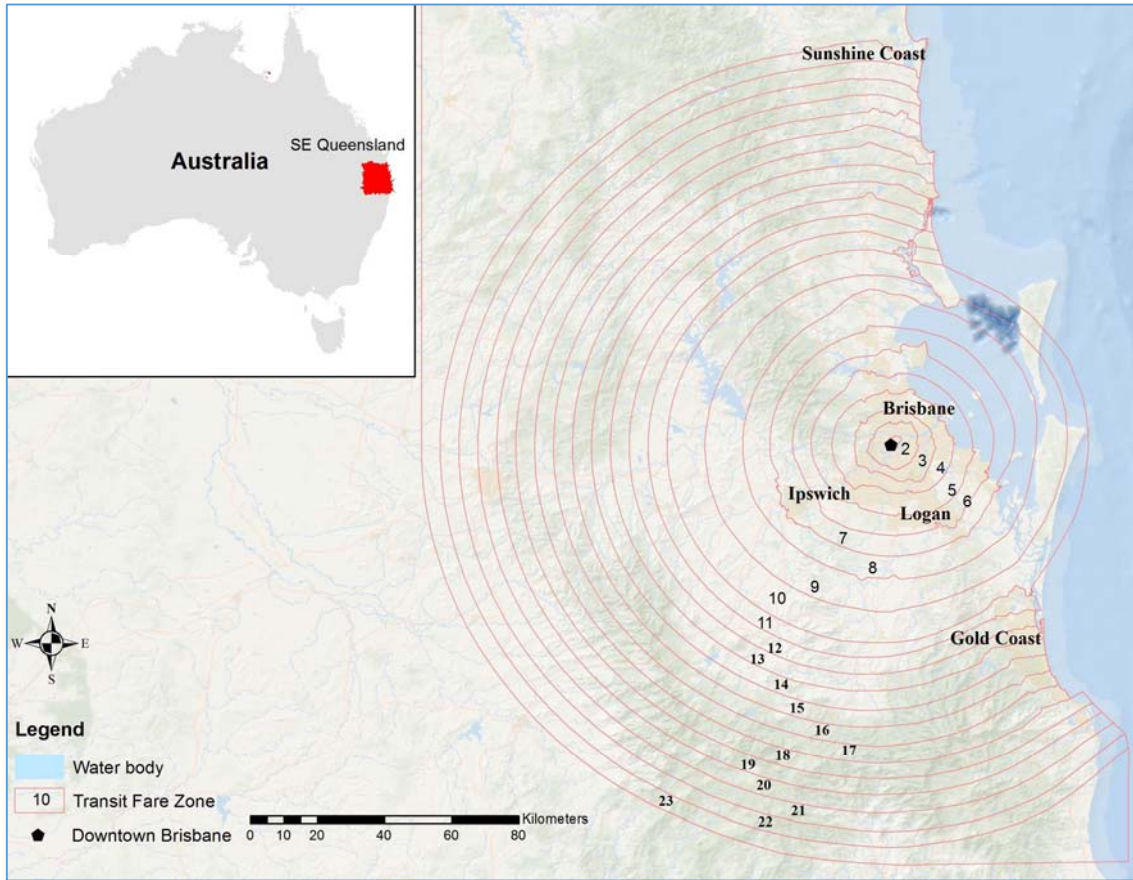 Sunshine Coast
SE Queensland
Australia
Brisbane
2
3
4
5
6
Ipswich
Logan
7
8
9
10
11
Gold Coast
12
13
14
15
16
17
18
19
20
21
22
23
N
W E
S
Legend
Water body
10 Transit Fare Zone
Downtown Brisbane
Kilometers
0 10 20 40 60 80